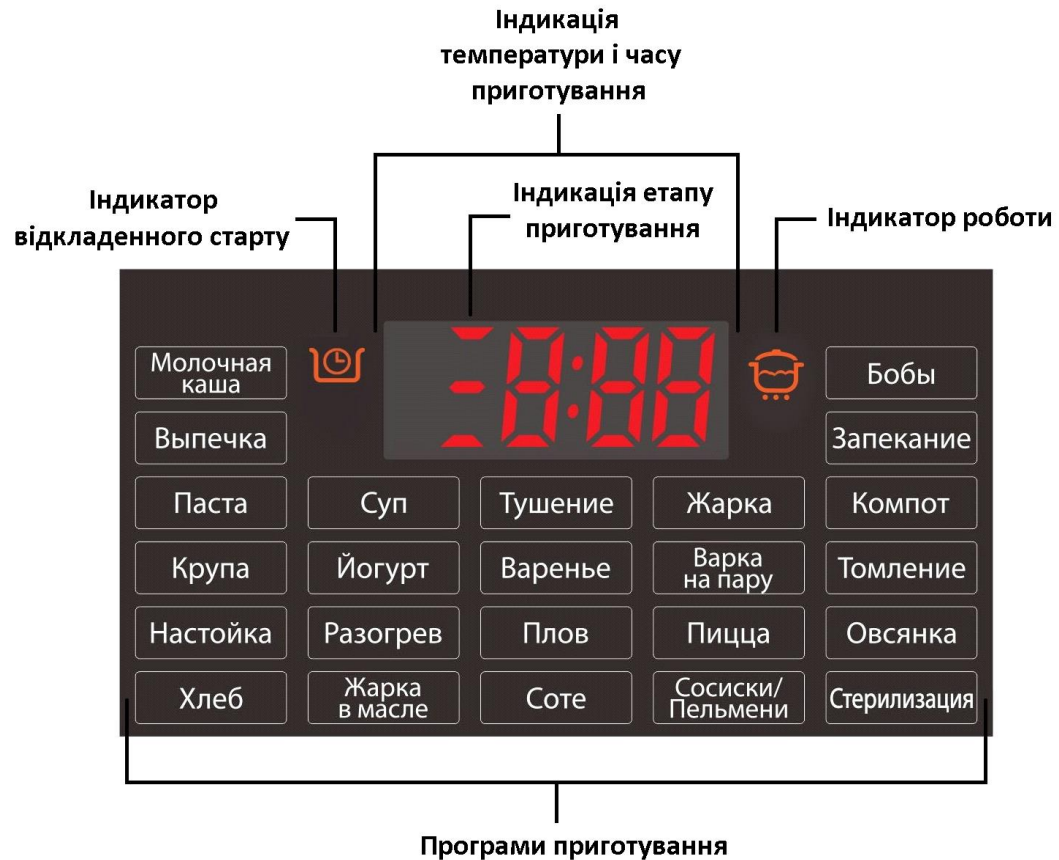 Індикація
температури і часу
приготування
Індикатор
відкладенного старту
Індикація етапу
приготування
Індикатор роботи
8:88
Молочная
каша
Бобы
Выпечка
Запекание
Паста
Суп
Тушение
Жарка
Компот
Крупа
Йогурт
Варенье
Варка
на пару
Томление
Настойка
Разогрев
Плов
Пицца
Овсянка
Хлеб
Жарка
в масле
Соте
Сосиски/
Пельмени
Стерилизация
Програми приготування